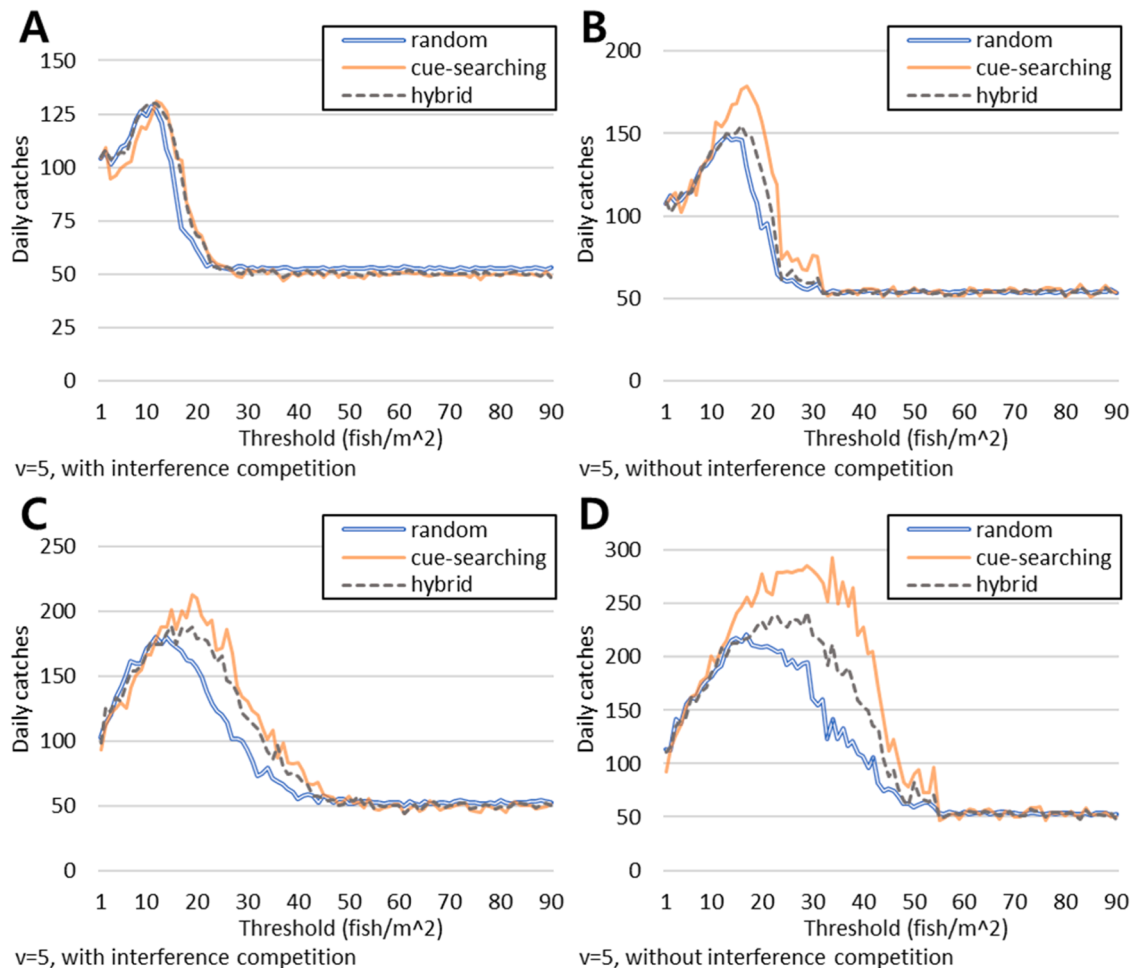 A
random
cue-searching
hybrid
Daily catches
150
125
100
75
50
25
0
1 10 20 30 40 50 60 70 80 90
Threshold (fish/m^2)
v=5, with interference competition
B
random
cue-searching
hybrid
Daily catches
200
150
100
50
0
1 10 20 30 40 50 60 70 80 90
Threshold (fish/m^2)
v=5, without interference competition
C
random
cue-searching
hybrid
Daily catches
250
200
150
100
50
0
1 10 20 30 40 50 60 70 80 90
Threshold (fish/m^2)
v=5, with interference competition
D
random
cue-searching
hybrid
Daily catches
300
250
200
150
100
50
0
1 10 20 30 40 50 60 70 80 90
Threshold (fish/m^2)
v=5, without interference competition